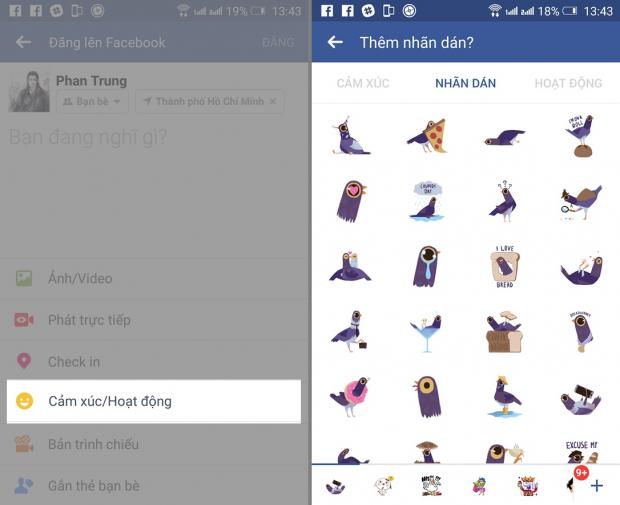 19% 13:43
Đăng lên Facebook
ĐĂNG
Phan Trung
Bạn bè
Thành phố Hồ Chí Minh ×
Bạn đang nghĩ gì?
Ảnh/Video
Phát trực tiếp
Check in
Cảm xúc/Hoạt động
Bản trình chiếu
Gắn thẻ bạn bè
18% 13:43
Thêm nhãn dán?
CẢM XÚC
NHÃN DÁN
HOẠT ĐỘNG
I LOVE
BREAD
EXCUSE MY
9+